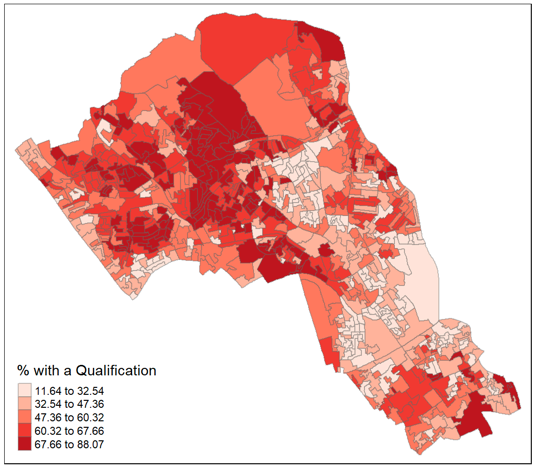 % with a Qualification
11.64 to 32.54
32.54 to 47.36
47.36 to 60.32
60.32 to 67.66
67.66 to 88.07